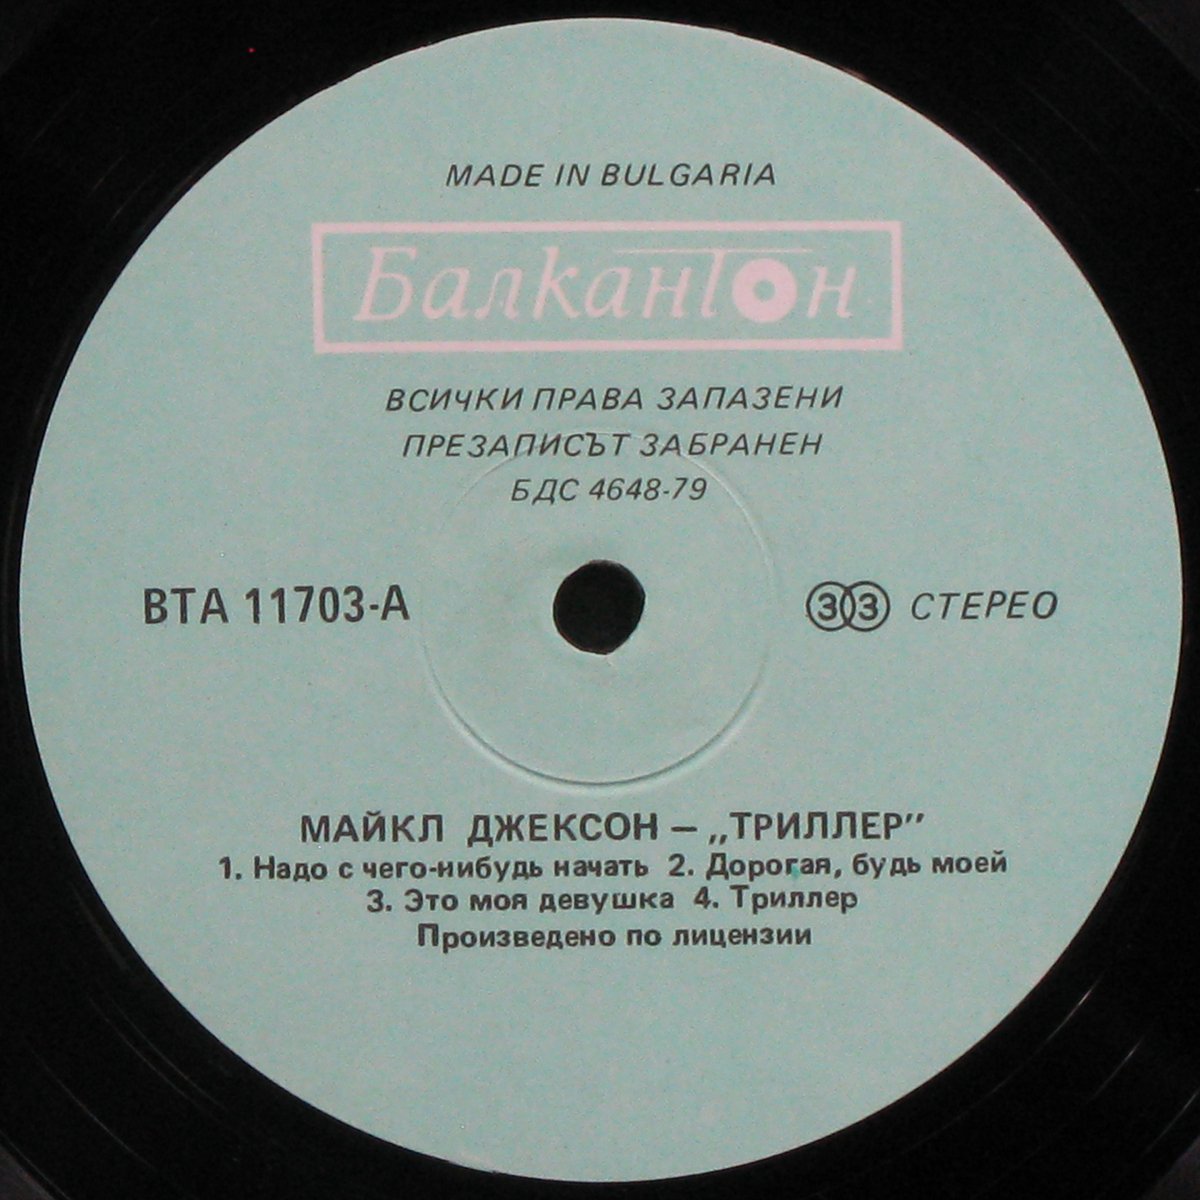 MADE IN BULGARIA
Балкантон
ВСИЧКИ ПРАВА ЗАПАЗЕНИ
ПРЕЗАПИСЪТ ЗАБРАНЕН
БДС 4648-79
ВТА 11703-А
33 СТЕРЕО
МАЙКЛ ДЖЕКСОН – „ТРИЛЛЕР”
1. Надо с чего-нибудь начать 2. Дорогая, будь моей
3. Это моя девушка 4. Триллер
Произведено по лицензии